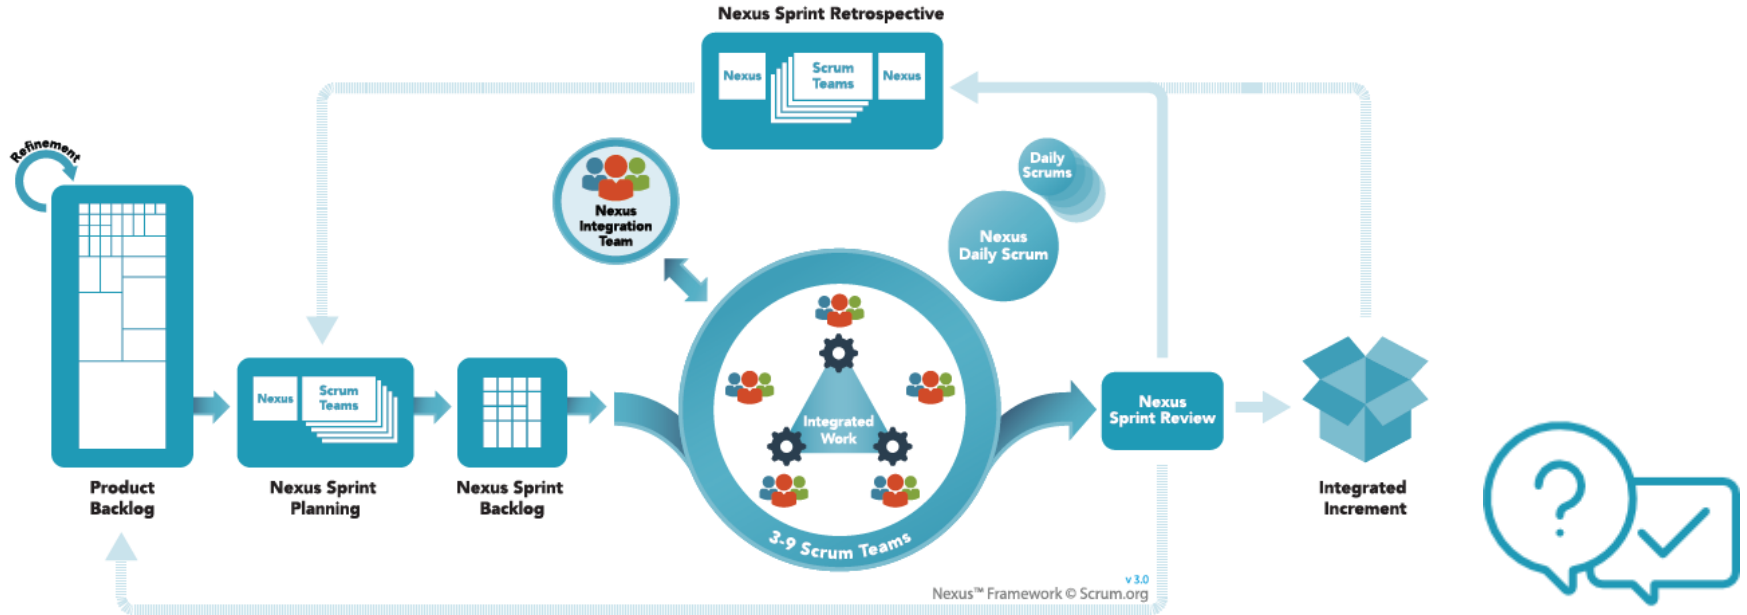 Nexus Sprint Retrospective
Nexus
Scrum
Teams
Nexus
Refinement
Daily
Scrums
Nexus
Integration
Team
Nexus
Daily Scrum
Nexus
Scrum
Teams
Integrated
Work
Nexus
Sprint Review
Product
Backlog
Nexus Sprint
Planning
Nexus Sprint
Backlog
Integrated
Increment
3-9 Scrum Teams
v 3.0
Nexus™ Framework © Scrum.org
?